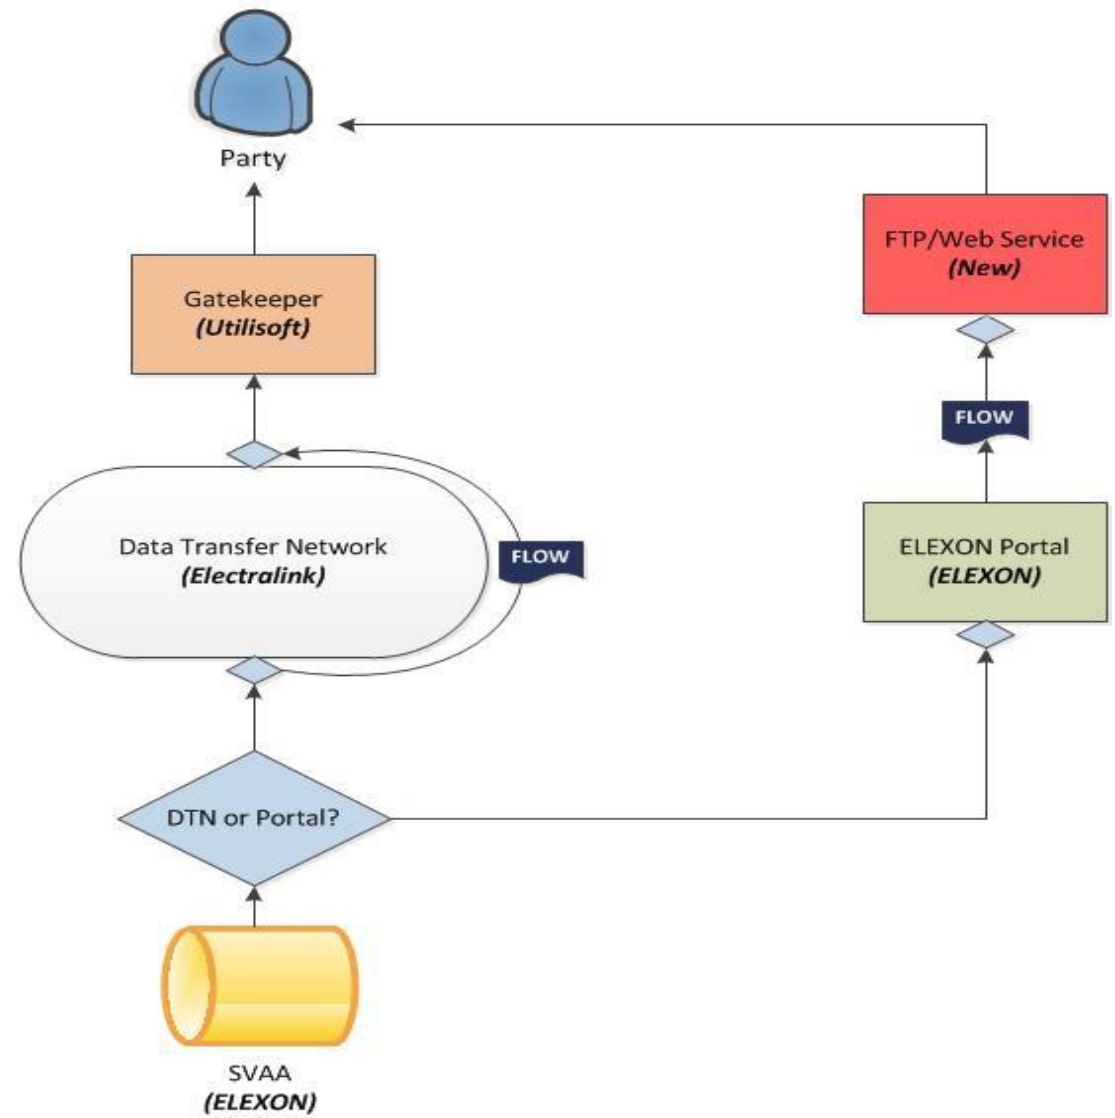 Party
FTP/Web Service
(New)
Gatekeeper
(Utilisoft)
FLOW
Data Transfer Network
(Electralink)
FLOW
ELEXON Portal
(ELEXON)
DTN or Portal?
SVAA
(ELEXON)